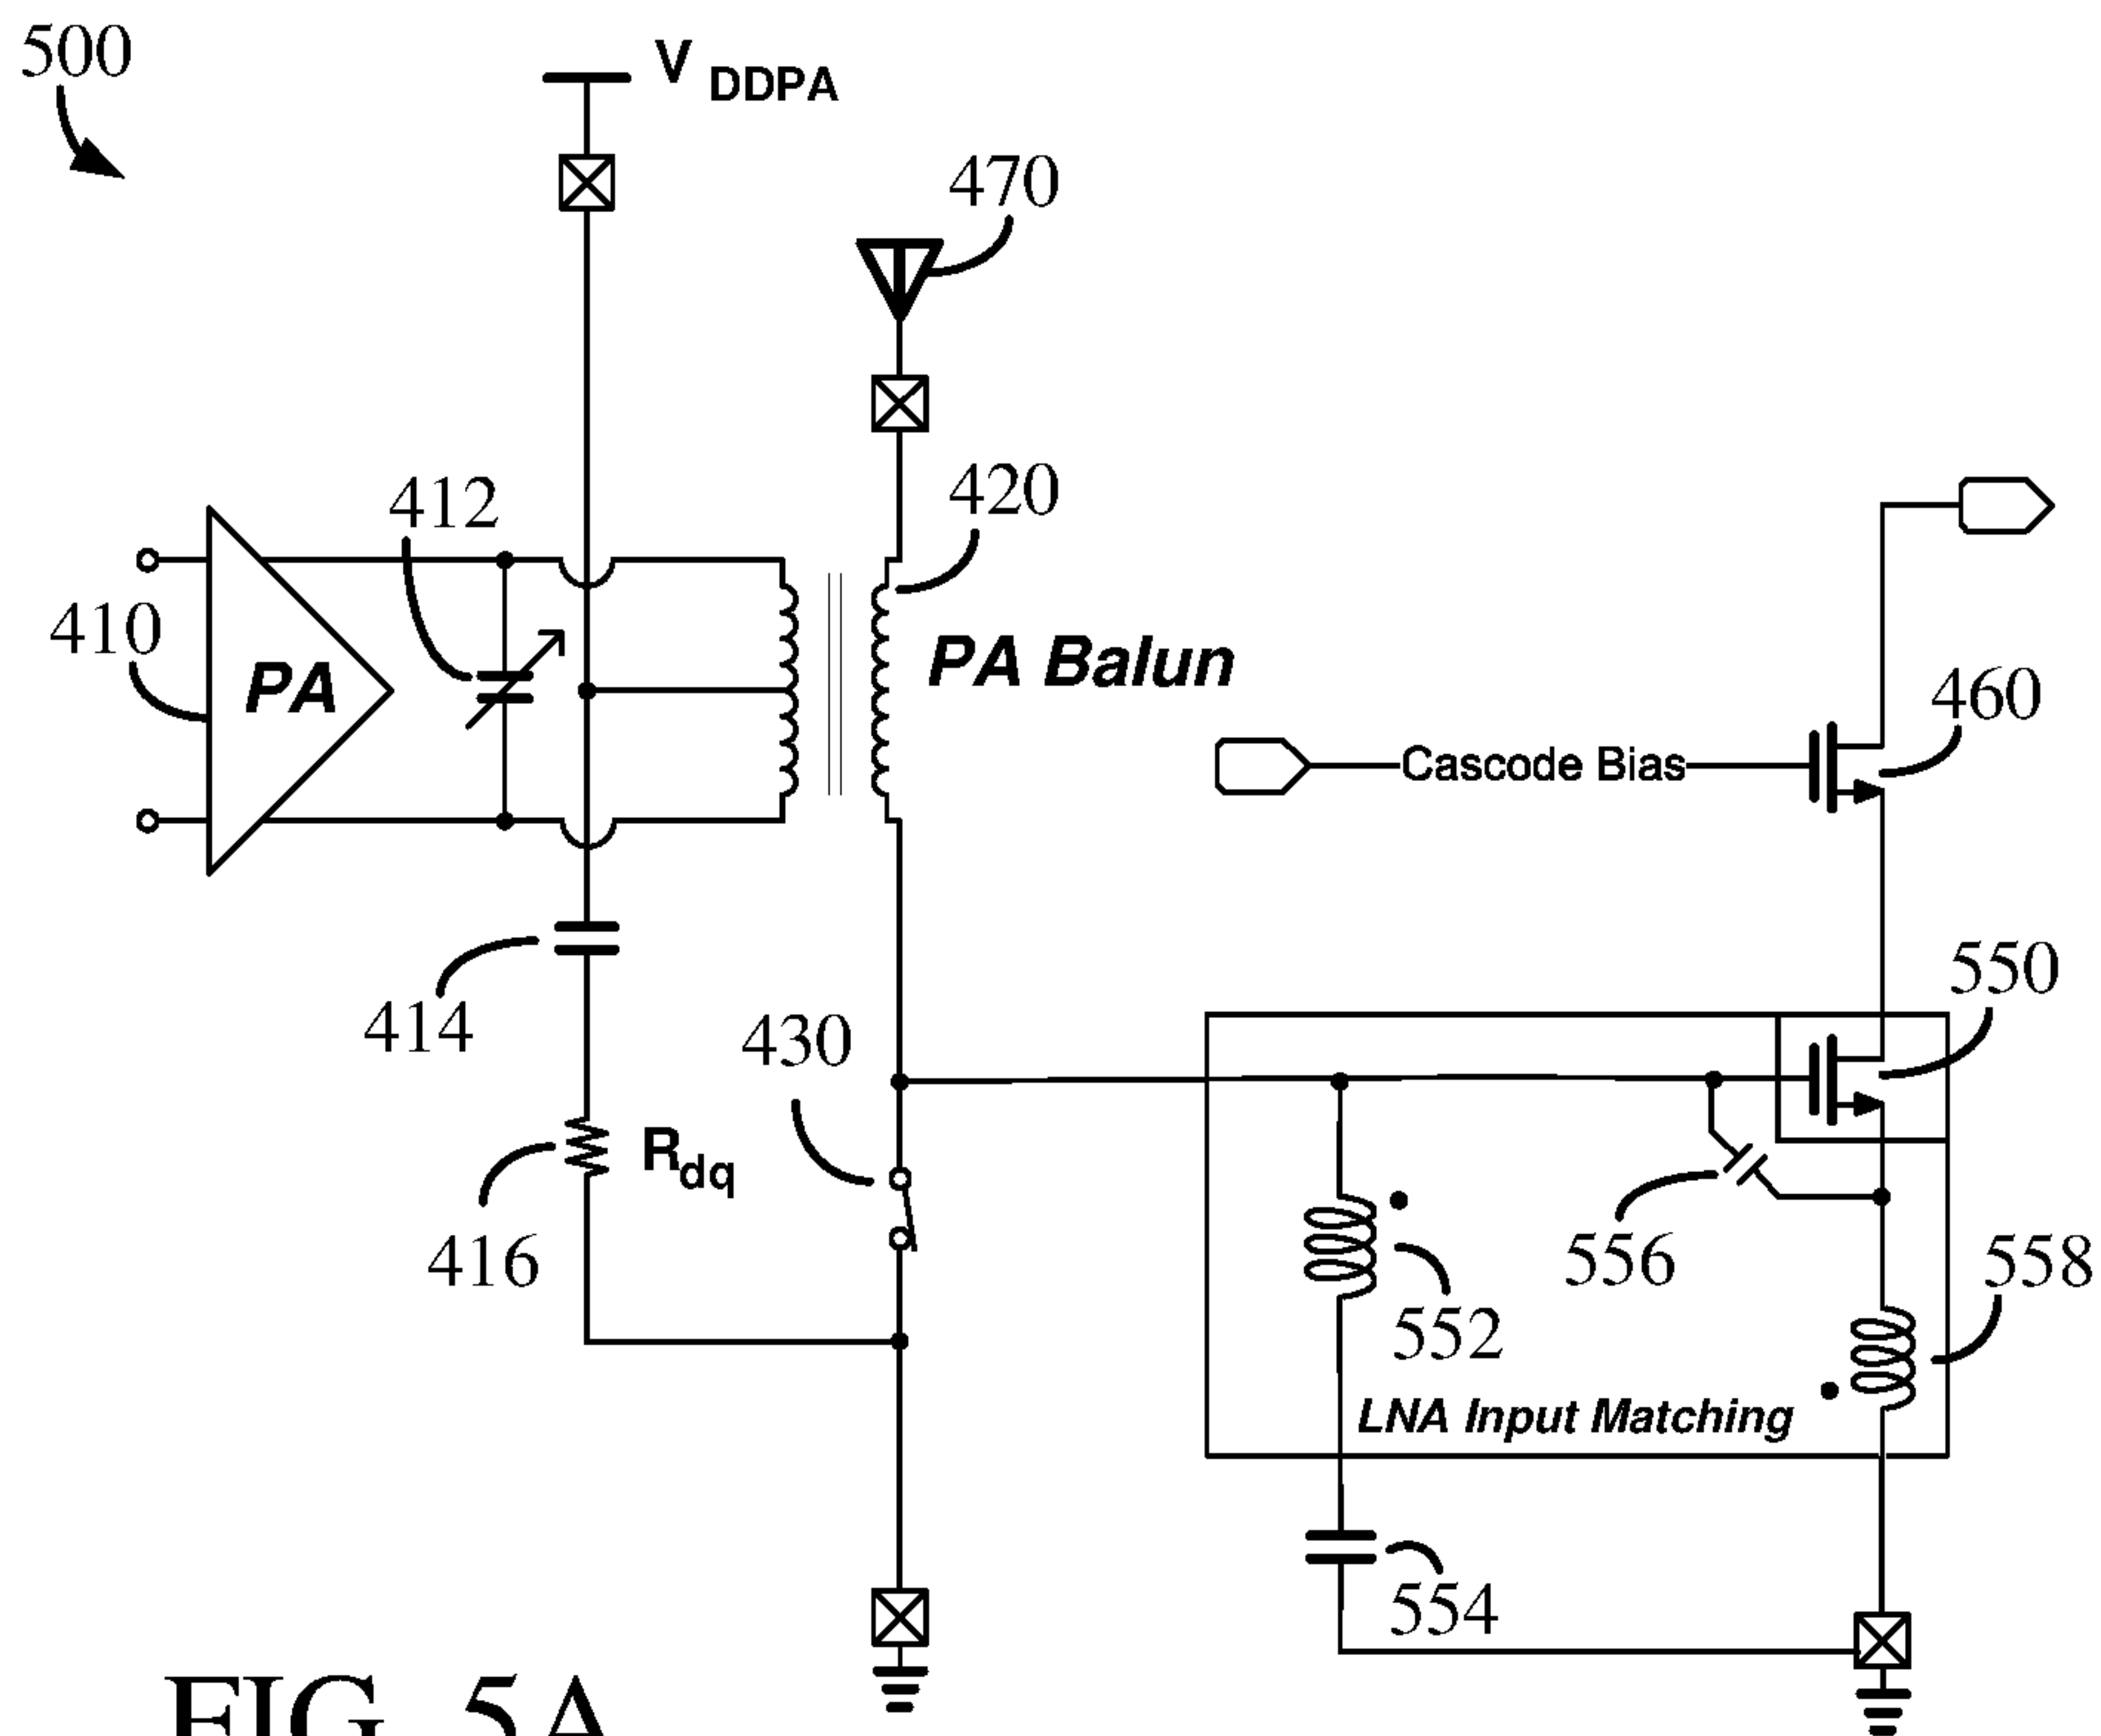 500
V DDPA
470
412
420
410
PA
PA Balun
460
Cascode Bias
414
430
550
Rdq
416
556
558
552
LNA Input Matching
554
FIG. 5A